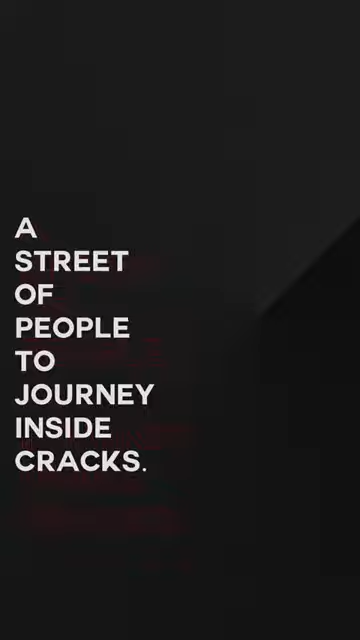 A
STREET
OF
PEOPLE
TO
JOURNEY
INSIDE
CRACKS.